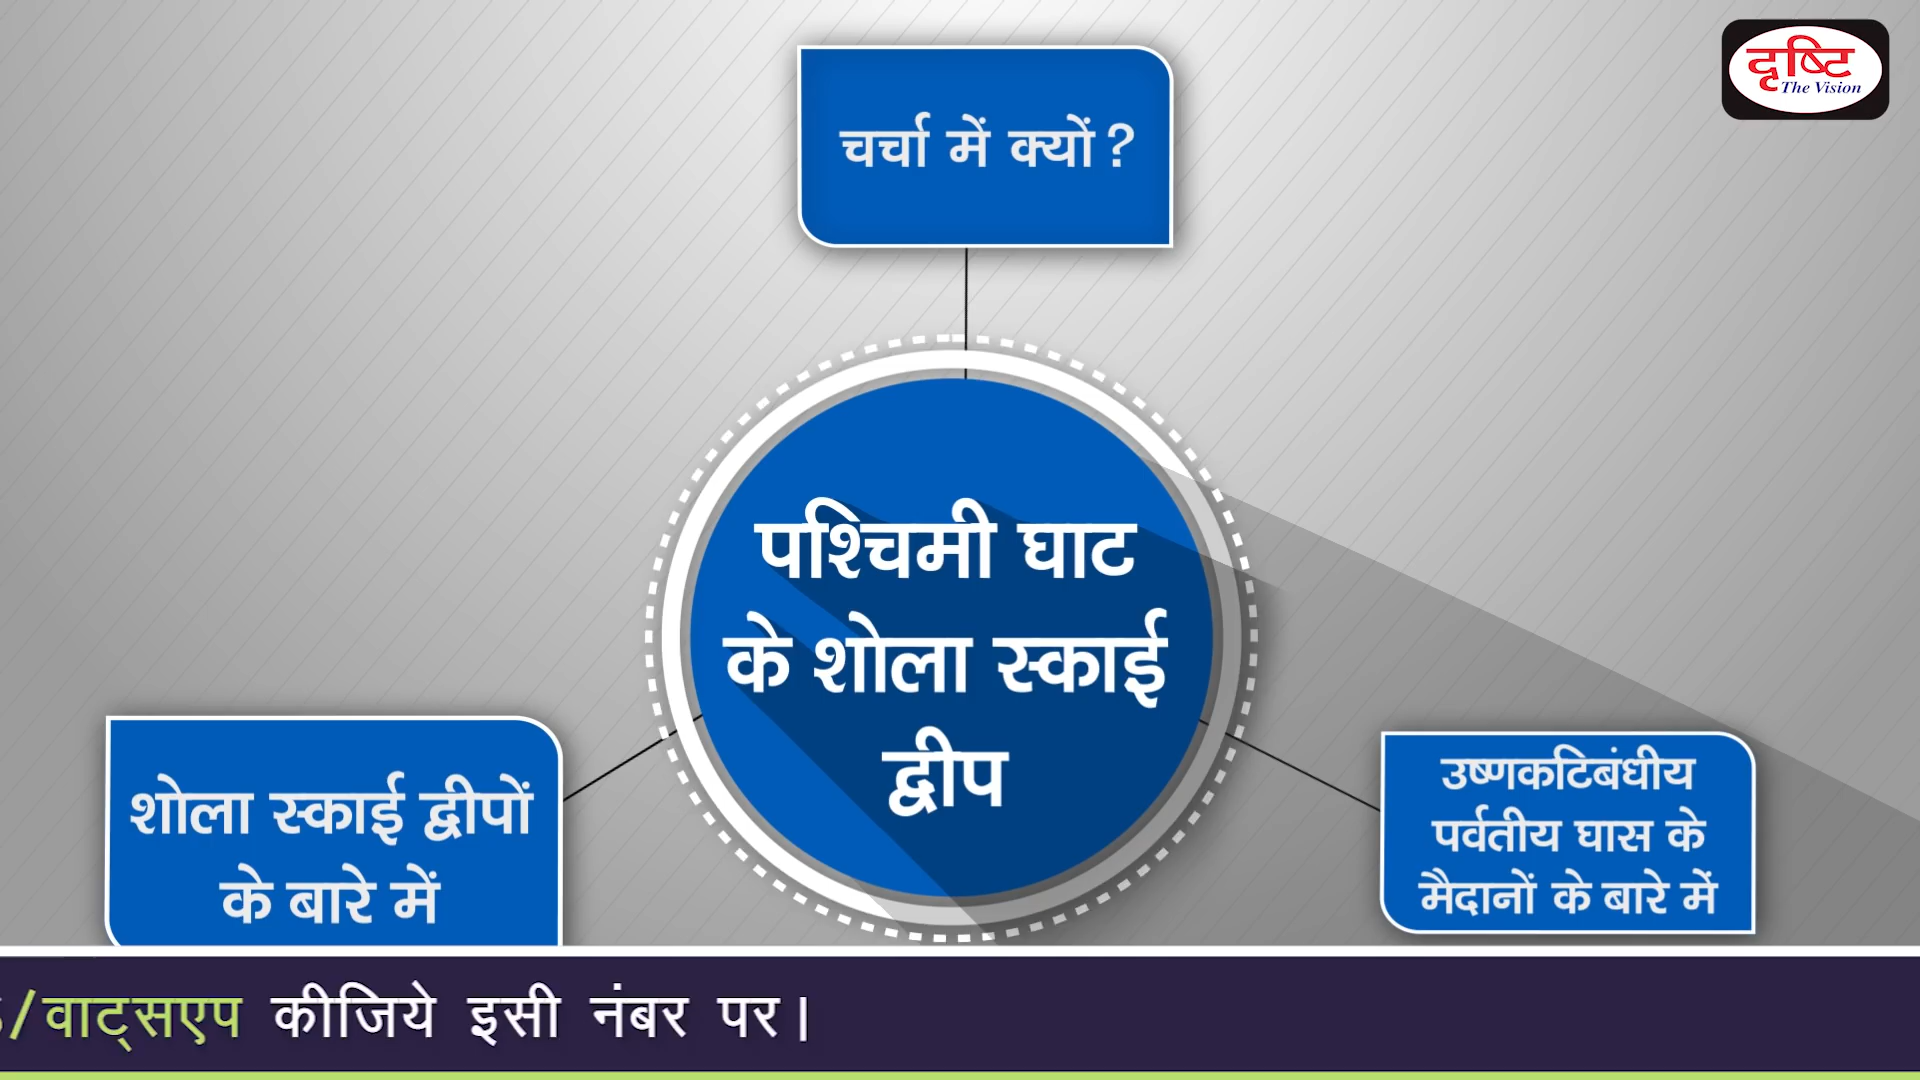 दृष्टि
The Vision
चर्चा में क्यों?
पश्चिमी घाट
के शोला स्काई
द्वीप
शोला स्काई द्वीपों
के बारे में
उष्णकटिबंधीय
पर्वतीय घास के
मैदानों के बारे में
/वाट्सएप कीजिये इसी नंबर पर।